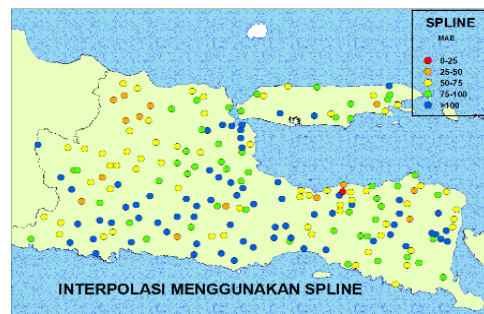 SPLINE
MAE
0-25
25-50
50-75
75-100
>100
INTERPOLASI MENGGUNAKAN SPLINE